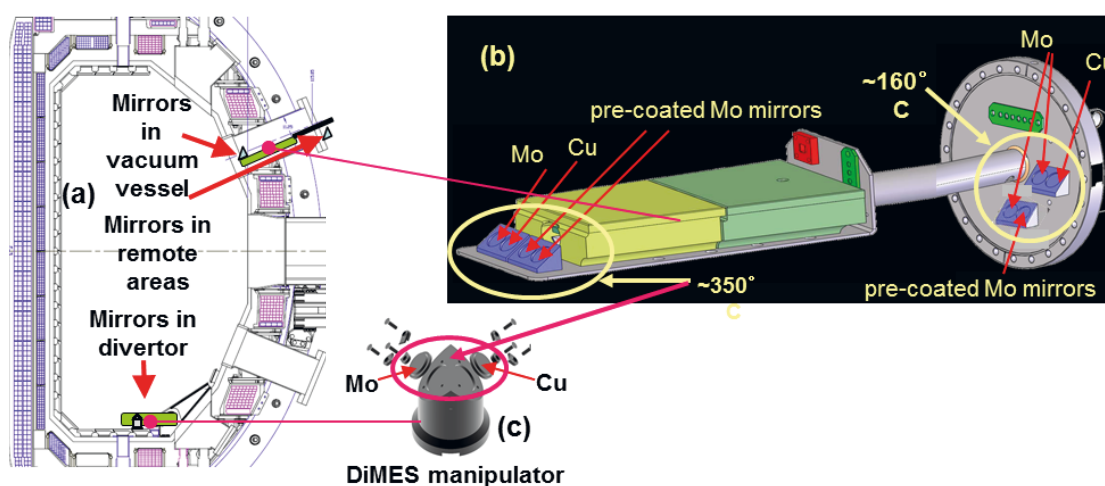 Mirrors
in
vacuum
vessel
(a)
Mirrors in
remote
areas
Mirrors in
divertor
(b)
Mo
Cu
pre-coated Mo mirrors
~160°
C
Mo
Cu
pre-coated Mo mirrors
~350°
C
Mo
Cu
(c)
DiMES manipulator